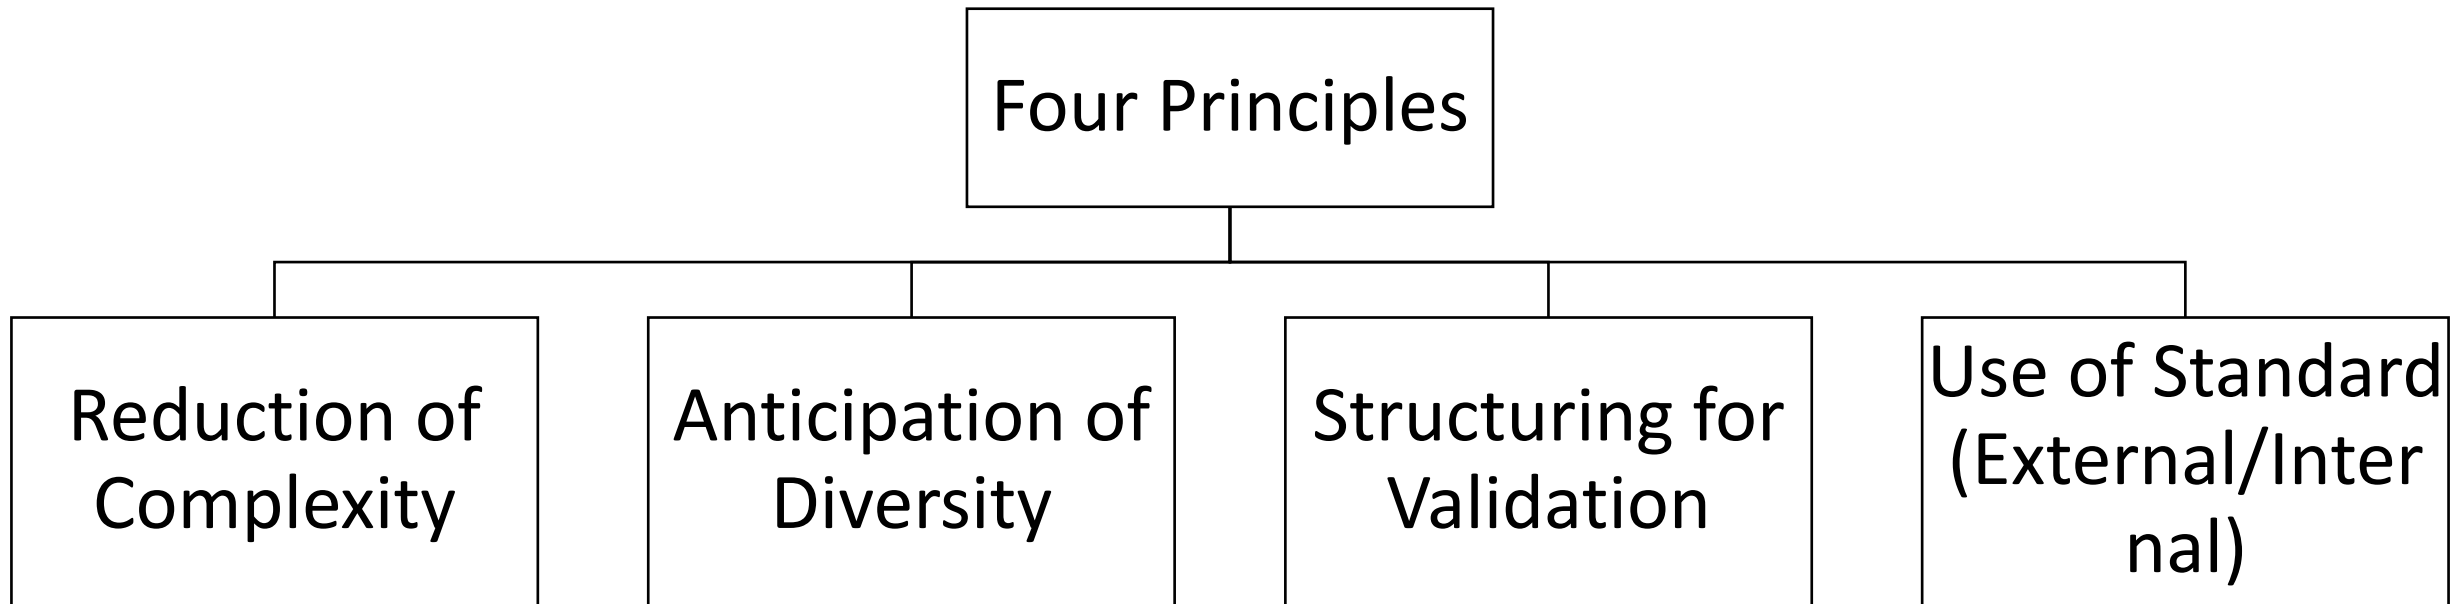 Four Principles
Reduction of
Complexity
Anticipation of
Diversity
Structuring for
Validation
Use of Standard
(External/Inter
nal)